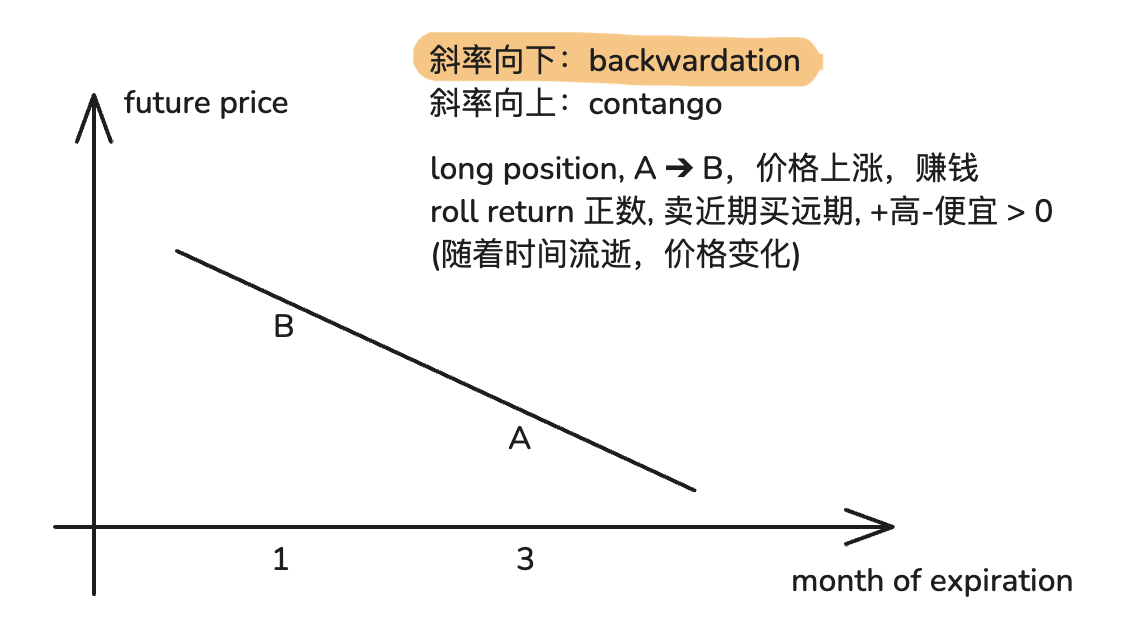 斜率向下：backwardation
future price
斜率向上：contango
long position, A ➔ B，价格上涨，赚钱
roll return 正数, 卖近期买远期, +高-便宜 > 0
(随着时间流逝，价格变化)
B
A
1
3
month of expiration